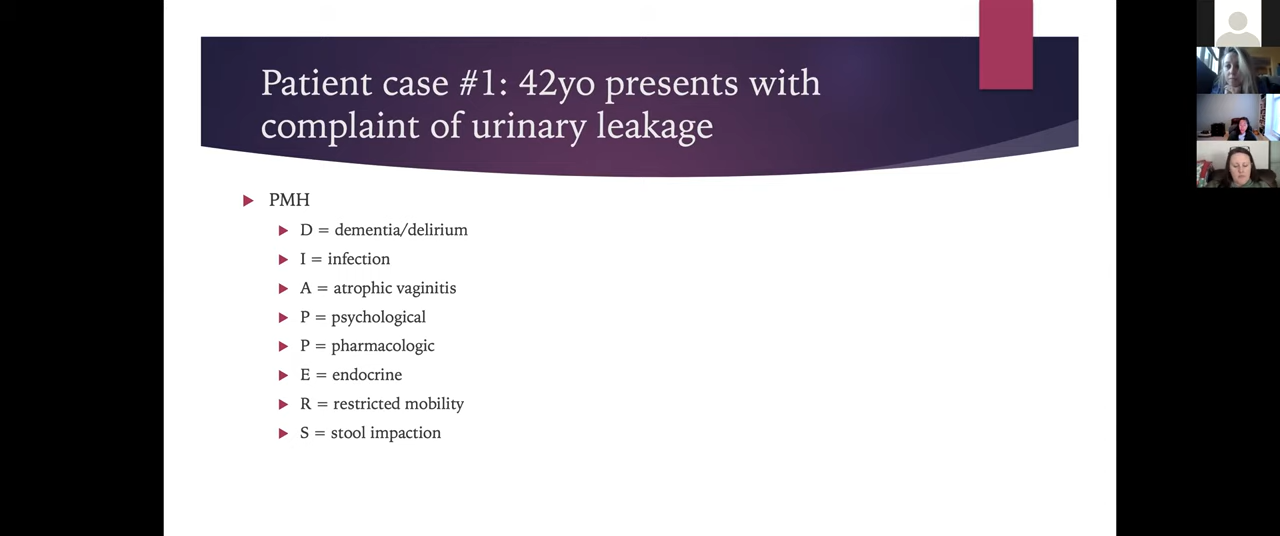 Patient case #1: 42yo presents with
complaint of urinary leakage
PMH
D = dementia/delirium
I = infection
A = atrophic vaginitis
P = psychological
P = pharmacologic
E = endocrine
R = restricted mobility
S = stool impaction